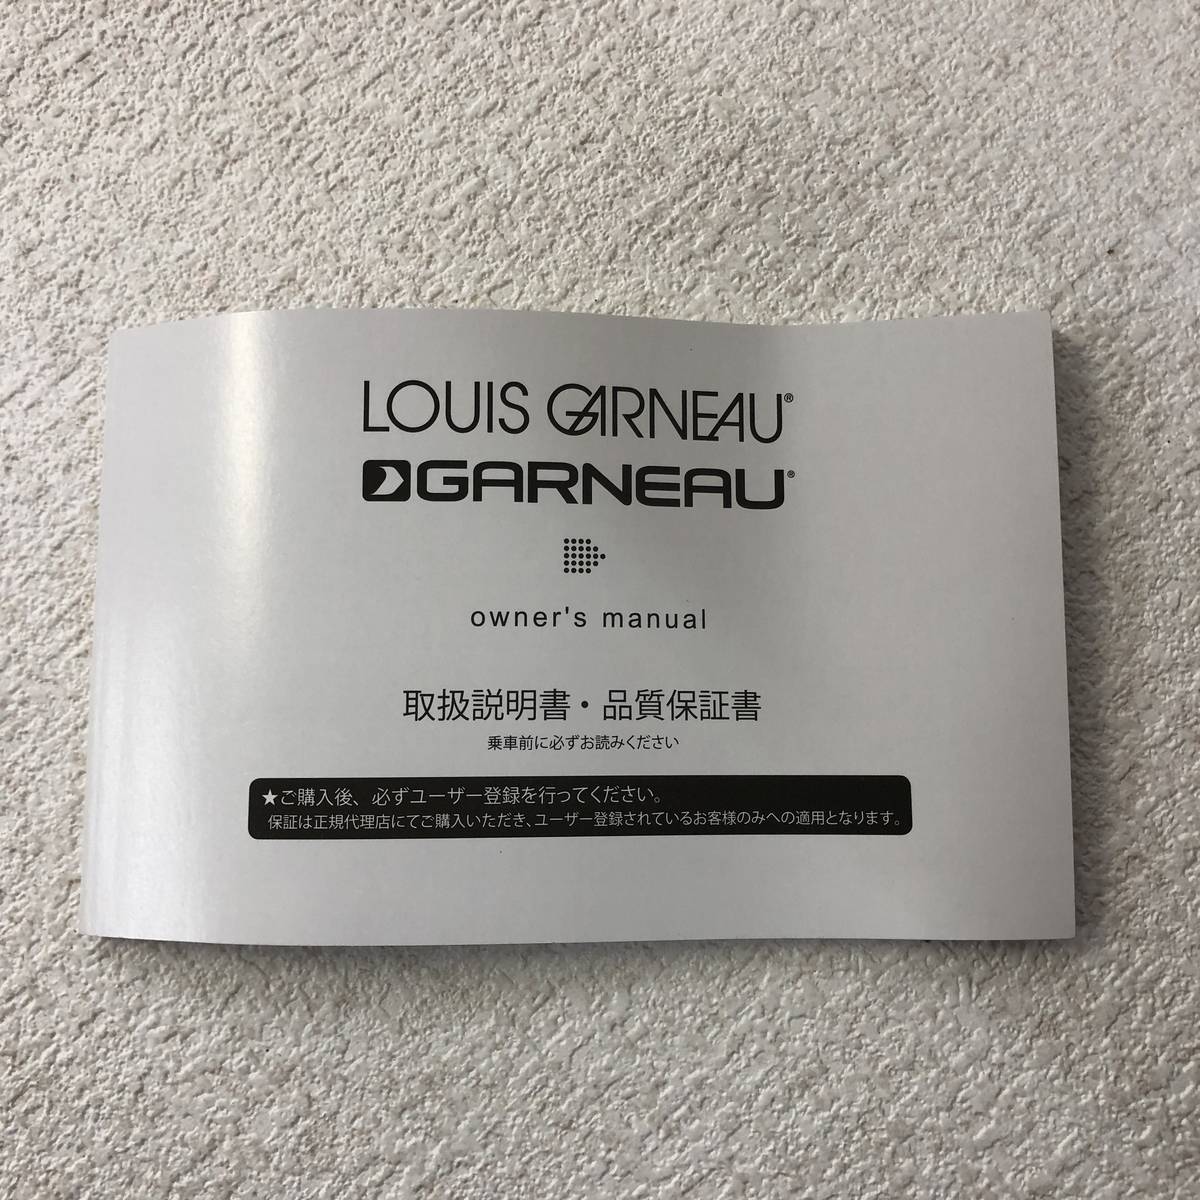 LOUIS GARNEAU®
GARNEAU®
owner's manual
取扱説明書・品質保証書
乗車前に必ずお読みください
★ご購入後、必ずユーザー登録を行ってください。
保証は正規代理店にてご購入いただき、ユーザー登録されているお客様のみへの適用となります。